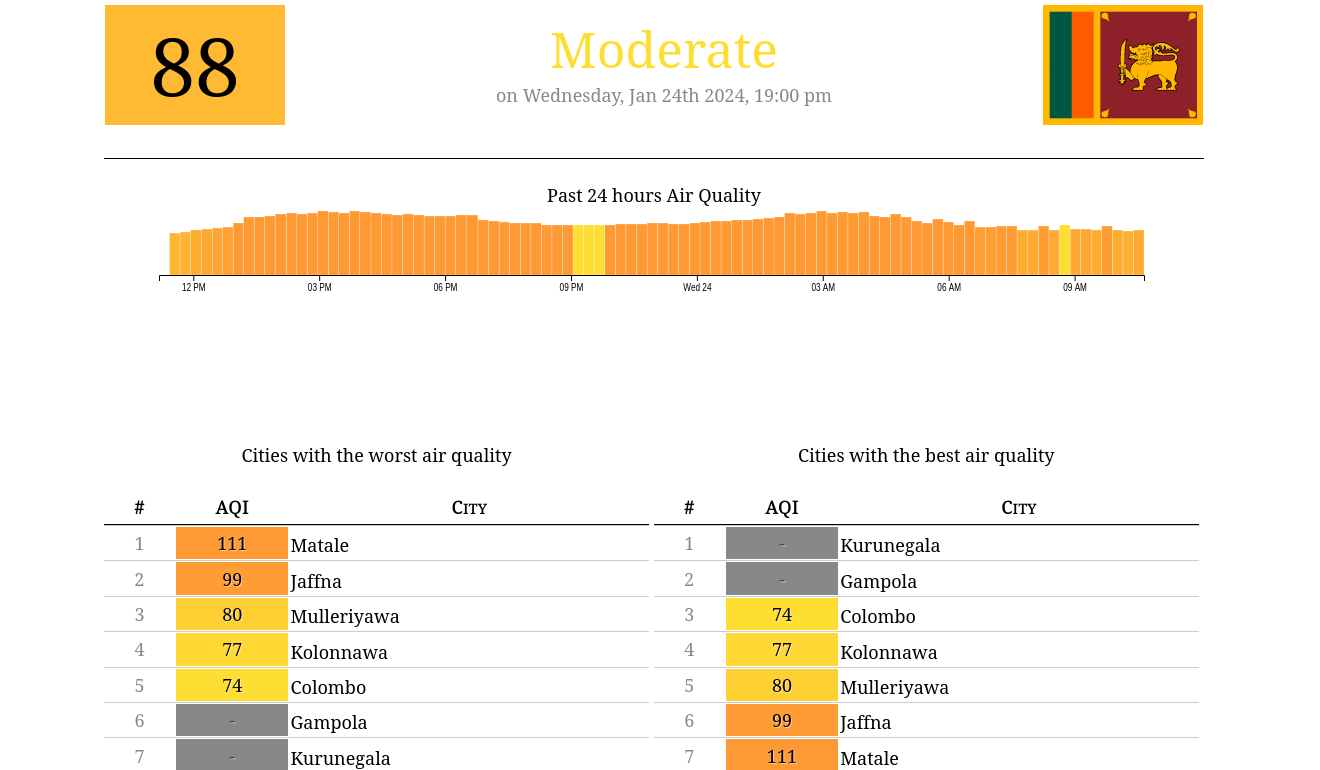 88
Moderate
on Wednesday, Jan 24th 2024, 19:00 pm
Past 24 hours Air Quality
12 PM 03 PM 06 PM 09 PM Wed 24 03 AM 06 AM 09 AM
Cities with the worst air quality
# AQI City
1 111 Matale
2 99 Jaffna
3 80 Mulleriyawa
4 77 Kolonnawa
5 74 Colombo
6 - Gampola
7 - Kurunegala
Cities with the best air quality
# AQI City
1 - Kurunegala
2 - Gampola
3 74 Colombo
4 77 Kolonnawa
5 80 Mulleriyawa
6 99 Jaffna
7 111 Matale